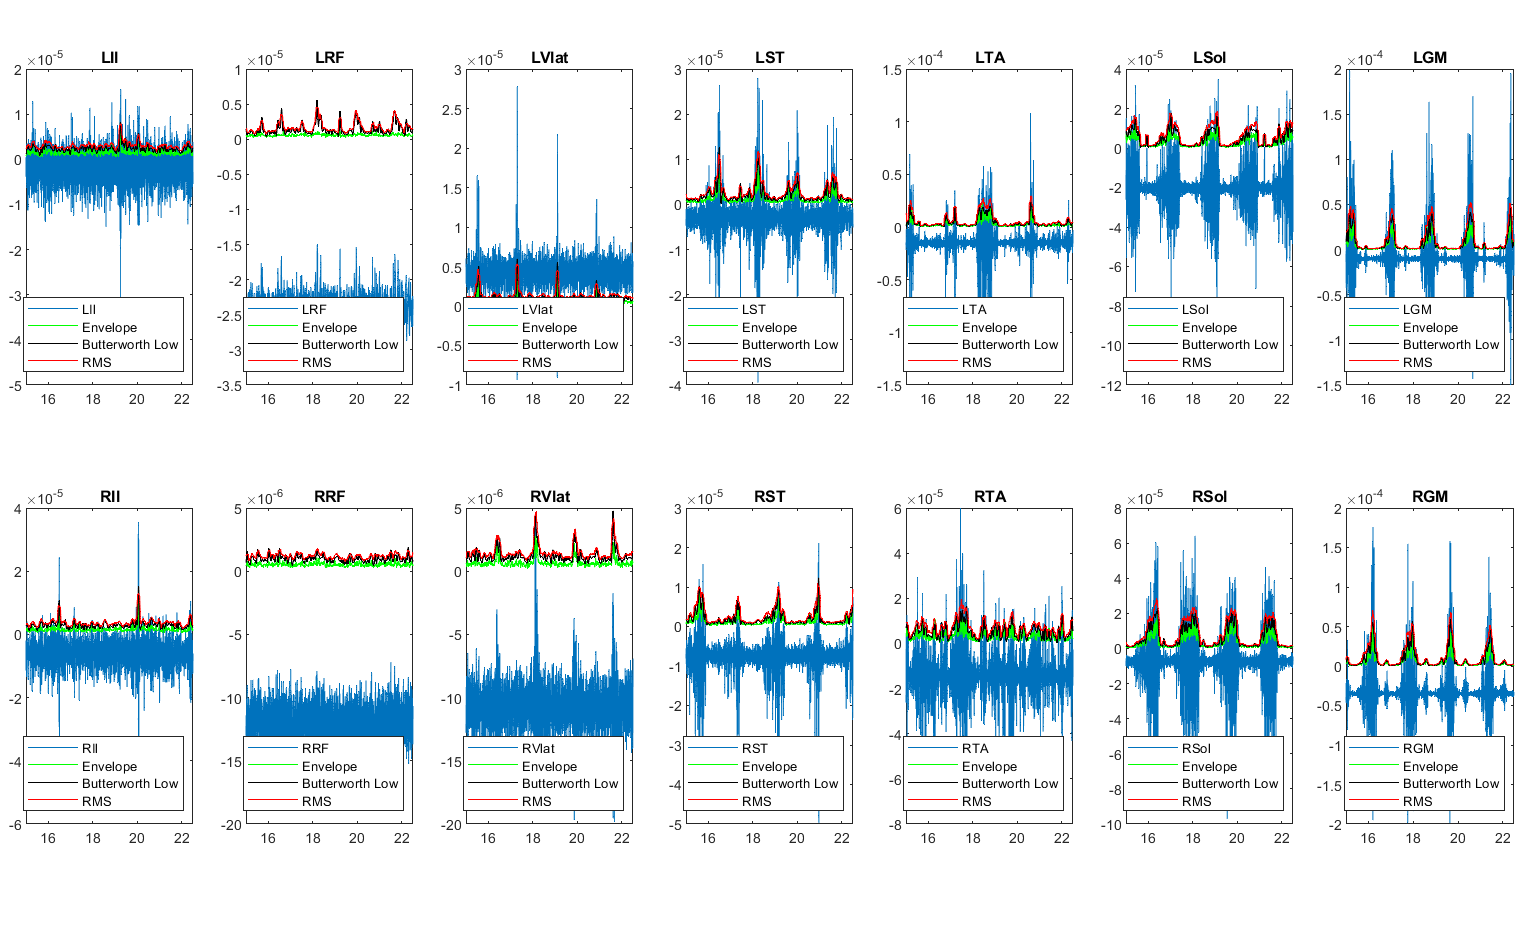 LII
×10-5
2
1
0
-1
-2
-3
-4
-5
16 18 20 22
LII
Envelope
Butterworth Low
RMS
LRF
×10-5
1
0.5
0
-0.5
-1
-1.5
-2
-2.5
-3
-3.5
16 18 20 22
LRF
Envelope
Butterworth Low
RMS
LVlat
×10-5
3
2.5
2
1.5
1
0.5
0
-0.5
-1
16 18 20 22
LVlat
Envelope
Butterworth Low
RMS
LST
×10-5
3
2
1
0
-1
-2
-3
-4
16 18 20 22
LST
Envelope
Butterworth Low
RMS
LTA
×10-4
1.5
1
0.5
0
-0.5
-1
-1.5
16 18 20 22
LTA
Envelope
Butterworth Low
RMS
LSol
×10-5
4
2
0
-2
-4
-6
-8
-10
-12
16 18 20 22
LSol
Envelope
Butterworth Low
RMS
LGM
×10-4
2
1.5
1
0.5
0
-0.5
-1
-1.5
16 18 20 22
LGM
Envelope
Butterworth Low
RMS
RII
×10-5
4
2
0
-2
-4
-6
16 18 20 22
RII
Envelope
Butterworth Low
RMS
RRF
×10-6
5
0
-5
-10
-15
-20
16 18 20 22
RRF
Envelope
Butterworth Low
RMS
RVlat
×10-6
5
0
-5
-10
-15
-20
16 18 20 22
RVlat
Envelope
Butterworth Low
RMS
RST
×10-5
3
2
1
0
-1
-2
-3
-4
-5
16 18 20 22
RST
Envelope
Butterworth Low
RMS
RTA
×10-5
6
4
2
0
-2
-4
-6
-8
16 18 20 22
RTA
Envelope
Butterworth Low
RMS
RSol
×10-5
8
6
4
2
0
-2
-4
-6
-8
-10
16 18 20 22
RSol
Envelope
Butterworth Low
RMS
RGM
×10-4
2
1.5
1
0.5
0
-0.5
-1
-1.5
-2
16 18 20 22
RGM
Envelope
Butterworth Low
RMS